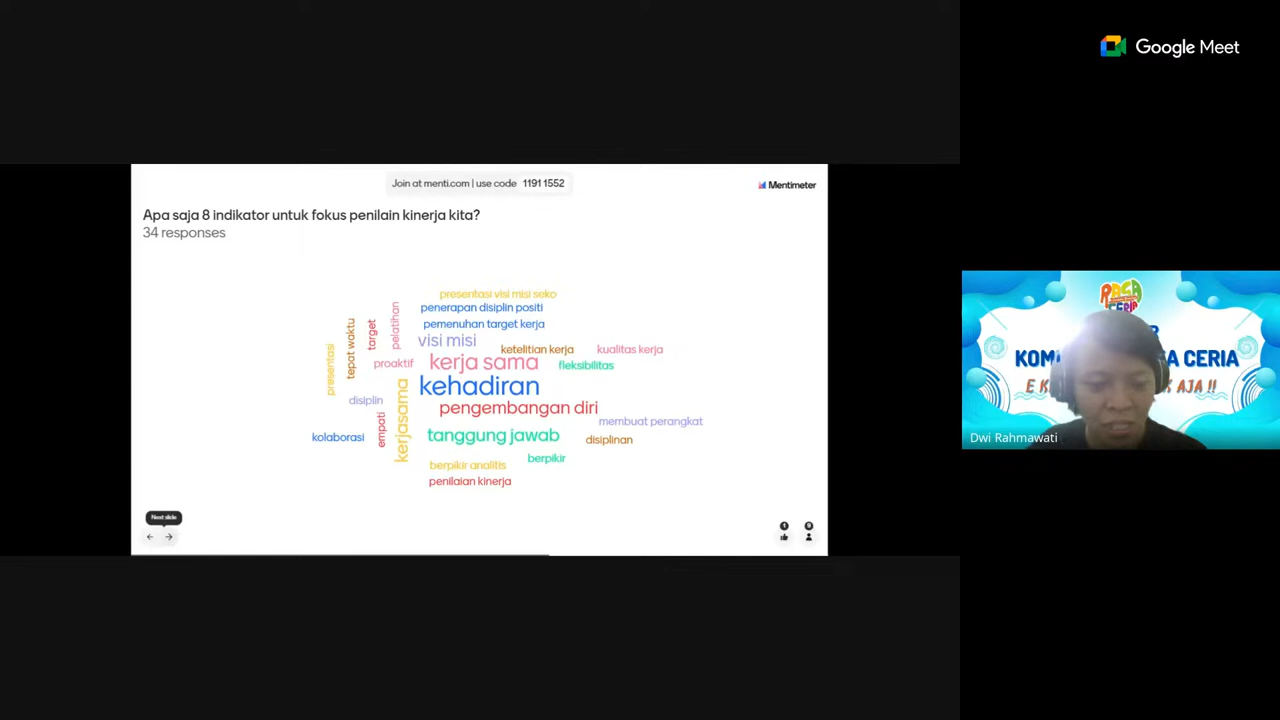 Google Meet
Join at menti.com | use code 1191 1552
Mentimeter
Apa saja 8 indikator untuk fokus penilain kinerja kita?
34 responses
presentasi visi misi seko
penerapan disiplin positi
pemenuhan target kerja
visi misi
ketelitian kerja
kualitas kerja
kerja sama
fleksibilitas
proaktif
pelatihan
target
tepat waktu
presentasi
kehadiran
disiplin
kerjasama
empati
kolaborasi
pengembangan diri
membuat perangkat
tanggung jawab
disiplinan
berpikir
berpikir analitis
penilaian kinerja
Next slide
Dwi Rahmawati